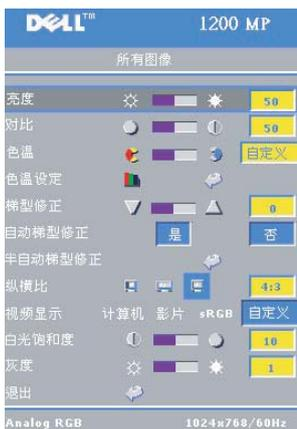 DELL™ 1200 MP
所有图像
亮度 50
对比 50
色温 自定义
色温设定
梯型修正 0
自动梯型修正 是 否
半自动梯型修正
纵横比 4:3
视频显示 计算机 影片 sRGB 自定义
白光饱和度 10
灰度 1
退出
Analog RGB 1024x768/60Hz